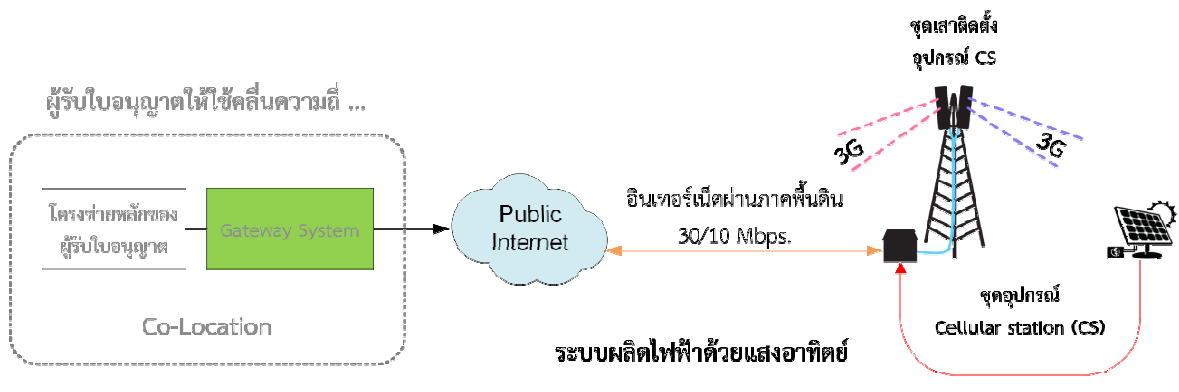 ชุดเสาติดตั้ง
อุปกรณ์ CS
ผู้รับใบอนุญาตให้ใช้คลื่นความถี่ ...
3G
3G
โครงข่ายหลักของ
ผู้รับใบอนุญาต
Gateway System
Public
Internet
อินเทอร์เน็ตผ่านภาคพื้นดิน
30/10 Mbps.
Co-Location
ชุดอุปกรณ์
Cellular station (CS)
ระบบผลิตไฟฟ้าด้วยแสงอาทิตย์